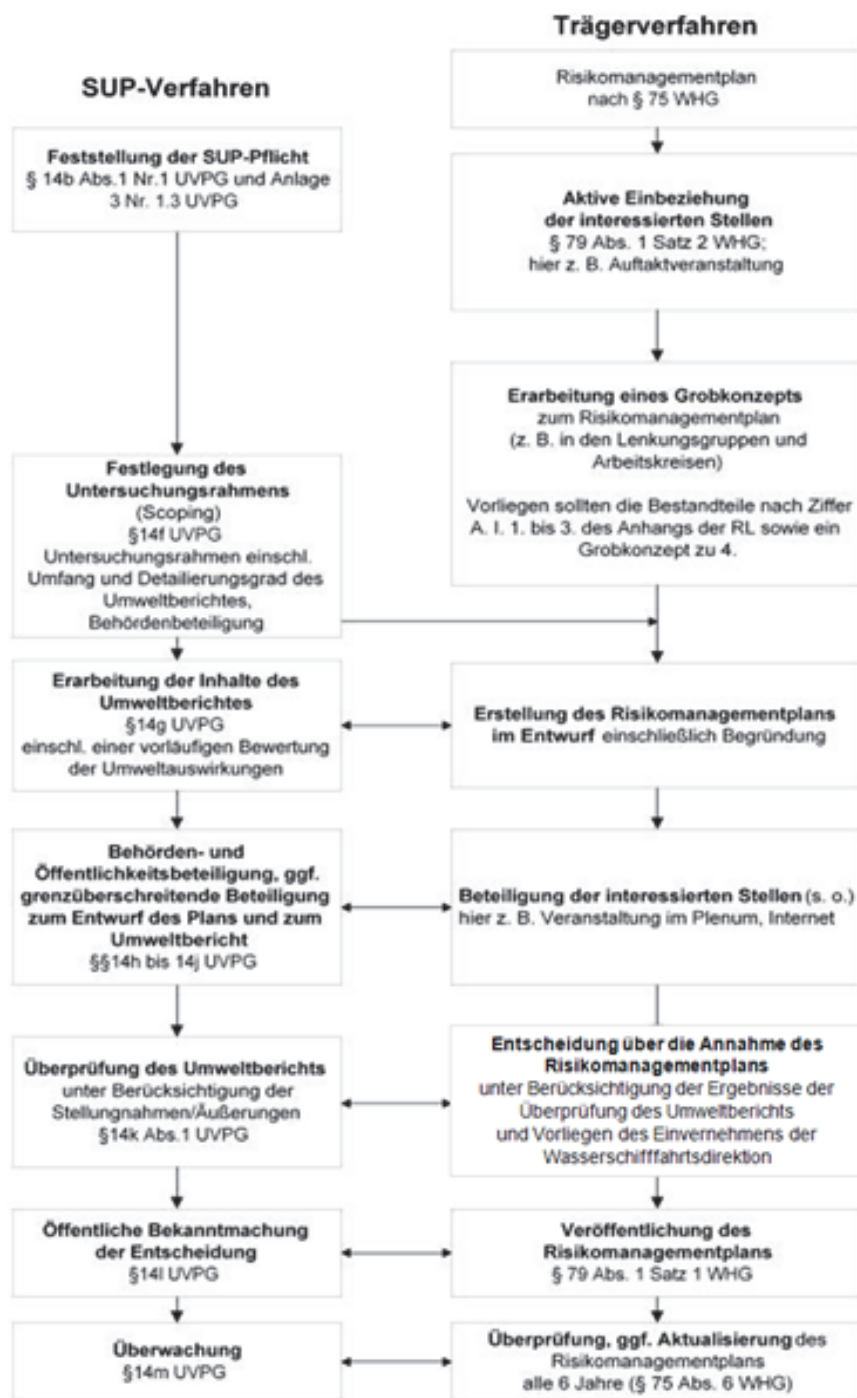 SUP-Verfahren
Feststellung der SUP-Pflicht
§ 14b Abs.1 Nr.1 UVPG und Anlage
3 Nr. 1.3 UVPG
Festlegung des
Untersuchungsrahmens
(Scoping)
§14f UVPG
Untersuchungsrahmen einschl.
Umfang und Detailierungsgrad des
Umweltberichtes,
Behördenbeteiligung
Erarbeitung der Inhalte des
Umweltberichtes
§14g UVPG
einschl. einer vorläufigen Bewertung
der Umweltauswirkungen
Behörden- und
Öffentlichkeitsbeteiligung, ggf.
grenzüberschreitende Beteiligung
zum Entwurf des Plans und zum
Umweltbericht
§§14h bis 14j UVPG
Überprüfung des Umweltberichts
unter Berücksichtigung der
Stellungnahmen/Äußerungen
§14k Abs.1 UVPG
Öffentliche Bekanntmachung
der Entscheidung
§14l UVPG
Überwachung
§14m UVPG
Trägerverfahren
Risikomanagementplan
nach § 75 WHG
Aktive Einbeziehung
der interessierten Stellen
§ 79 Abs. 1 Satz 2 WHG;
hier z. B. Auftaktveranstaltung
Erarbeitung eines Grobkonzepts
zum Risikomanagementplan
(z. B. in den Lenkungsgruppen und
Arbeitskreisen)
Vorliegen sollten die Bestandteile nach Ziffer
A. I. 1. bis 3. des Anhangs der RL sowie ein
Grobkonzept zu 4.
Erstellung des Risikomanagementplans
im Entwurf einschließlich Begründung
Beteiligung der interessierten Stellen (s. o.)
hier z. B. Veranstaltung im Plenum, Internet
Entscheidung über die Annahme des
Risikomanagementplans
unter Berücksichtigung der Ergebnisse der
Überprüfung des Umweltberichts
und Vorliegen des Einvernehmens der
Wasserschifffahrtsdirektion
Veröffentlichung des
Risikomanagementplans
§ 79 Abs. 1 Satz 1 WHG
Überprüfung, ggf. Aktualisierung des
Risikomanagementplans
alle 6 Jahre (§ 75 Abs. 6 WHG)